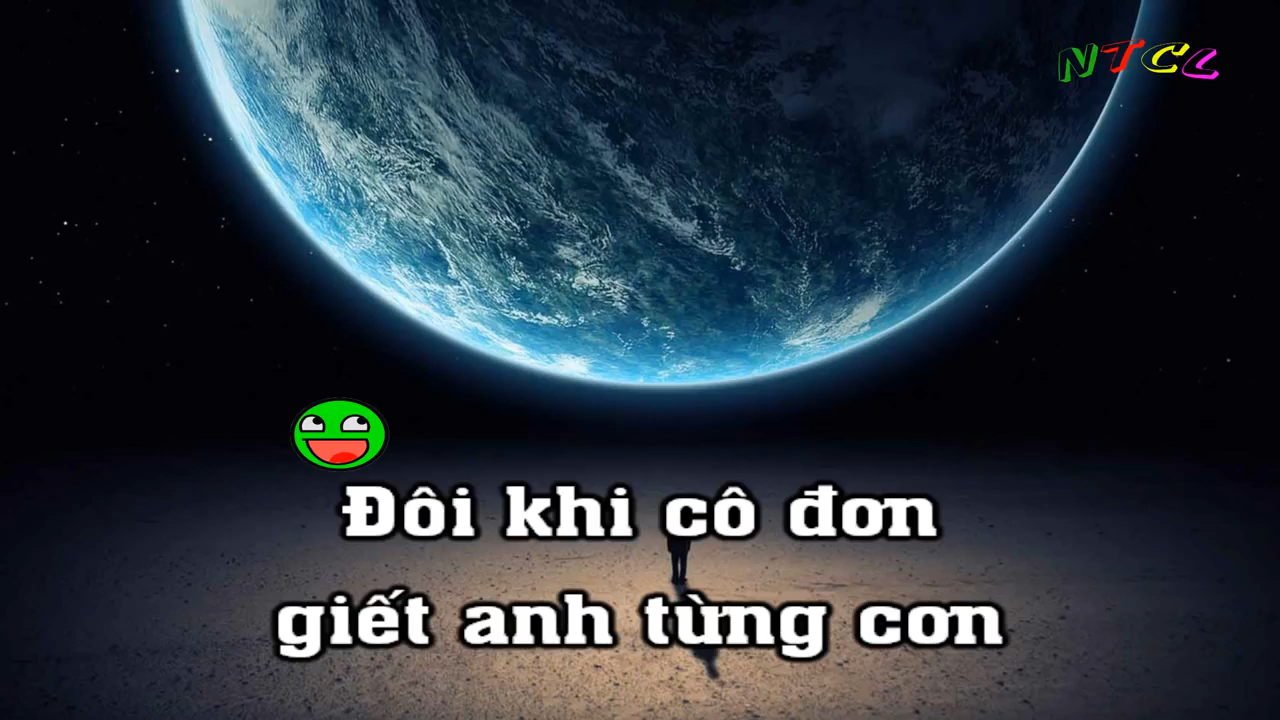 NTCL
Đôi khi cô đơn
giết anh từng cơn